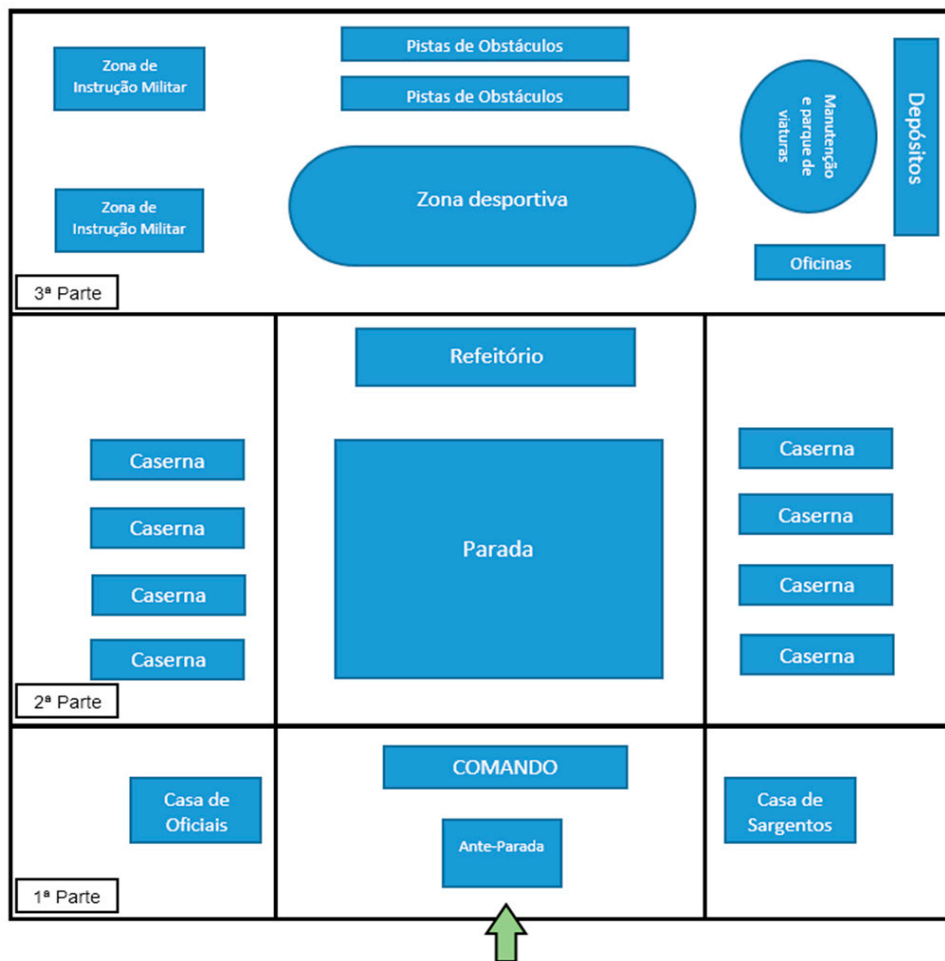 Zona de
Instrução Militar
Pistas de Obstáculos
Pistas de Obstáculos
Manutenção
e parque de
viaturas
Depósitos
Zona desportiva
Zona de
Instrução Militar
Oficinas
3ª Parte
Refeitório
Caserna
Caserna
Caserna
Caserna
Parada
Caserna
Caserna
Caserna
Caserna
2ª Parte
COMANDO
Casa de
Oficiais
Ante-Parada
Casa de
Sargentos
1ª Parte